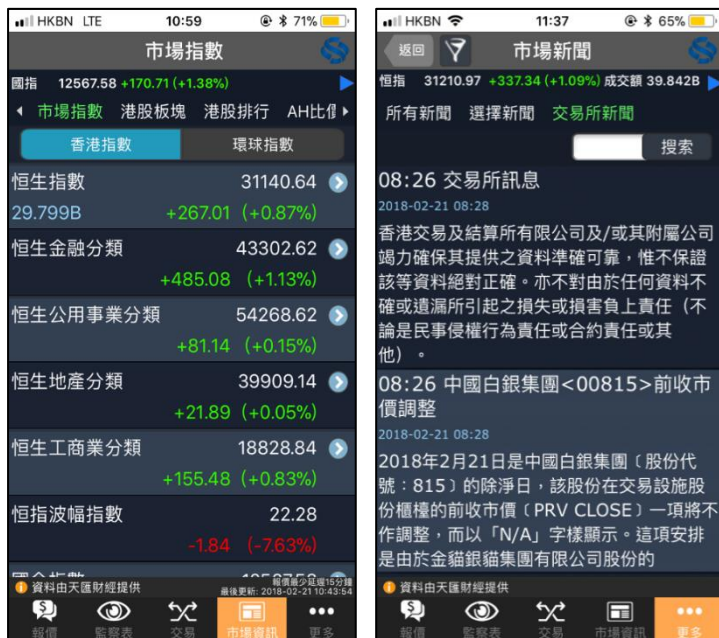 HKBN LTE 10:59 71%
市場指數
國指 12567.58 +170.71 (+1.38%)
市場指數 港股板塊 港股排行 AH比值
香港指數 環球指數
恒生指數 31140.64
29.799B +267.01 (+0.87%)
恒生金融分類 43302.62
+485.08 (+1.13%)
恒生公用事業分類 54268.62
+81.14 (+0.15%)
恒生地產分類 39909.14
+21.89 (+0.05%)
恒生工商業分類 18828.84
+155.48 (+0.83%)
恒指波幅指數 22.28
-1.84 (-7.63%)
資料由天匯財經提供
報價最少延遲15分鐘
最後更新: 2018-02-21 10:43:54
報價 監察表 交易 市場資訊 更多
HKBN 11:37 65%
返回 市場新聞
恒指 31210.97 +337.34 (+1.09%) 成交額 39.842B
所有新聞 選擇新聞 交易所新聞
搜索
08:26 交易所訊息
2018-02-21 08:28
香港交易及結算所有限公司及/或其附屬公司
竭力確保其提供之資料準確可靠，惟不保證
該等資料絕對正確。亦不對由於任何資料不
確或遺漏所引起之損失或損害負上責任（不
論是民事侵權行為責任或合約責任或其
他）。
08:26 中國白銀集團<00815>前收市
價調整
2018-02-21 08:28
2018年2月21日是中國白銀集團﹝股份代
號：815﹞的除淨日，該股份在交易設施股
份櫃檯的前收市價﹝PRV CLOSE﹞一項將不
作調整，而以「N/A」字樣顯示。這項安排
是由於金貓銀貓集團有限公司股份的
資料由天匯財經提供
報價 監察表 交易 市場資訊 更多